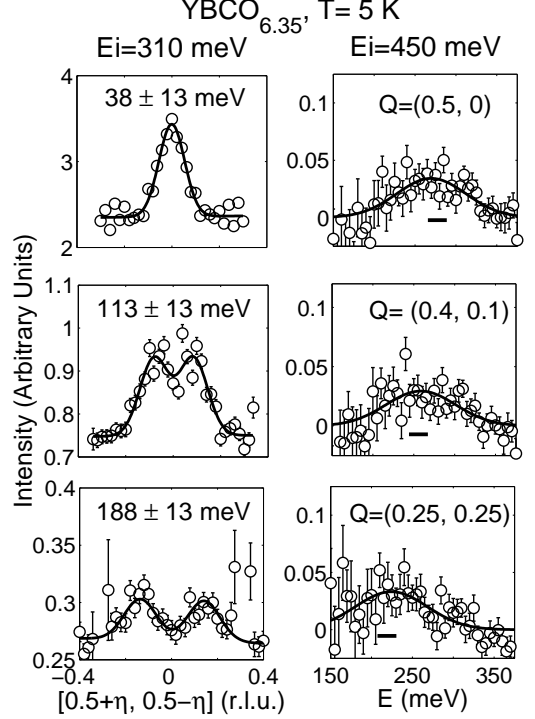 YBCO6.35, T= 5 K
Ei=310 meV
Ei=450 meV
Intensity (Arbitrary Units)
4
3
2
38 ± 13 meV
0.1
0.05
0
Q=(0.5, 0)
1.1
1
0.9
0.8
0.7
113 ± 13 meV
0.1
0.05
0
Q= (0.4, 0.1)
0.4
0.35
0.3
0.25
188 ± 13 meV
−0.4 0 0.4
[0.5+η, 0.5−η] (r.l.u.)
0.1
0.05
0
Q=(0.25, 0.25)
150 250 350
E (meV)